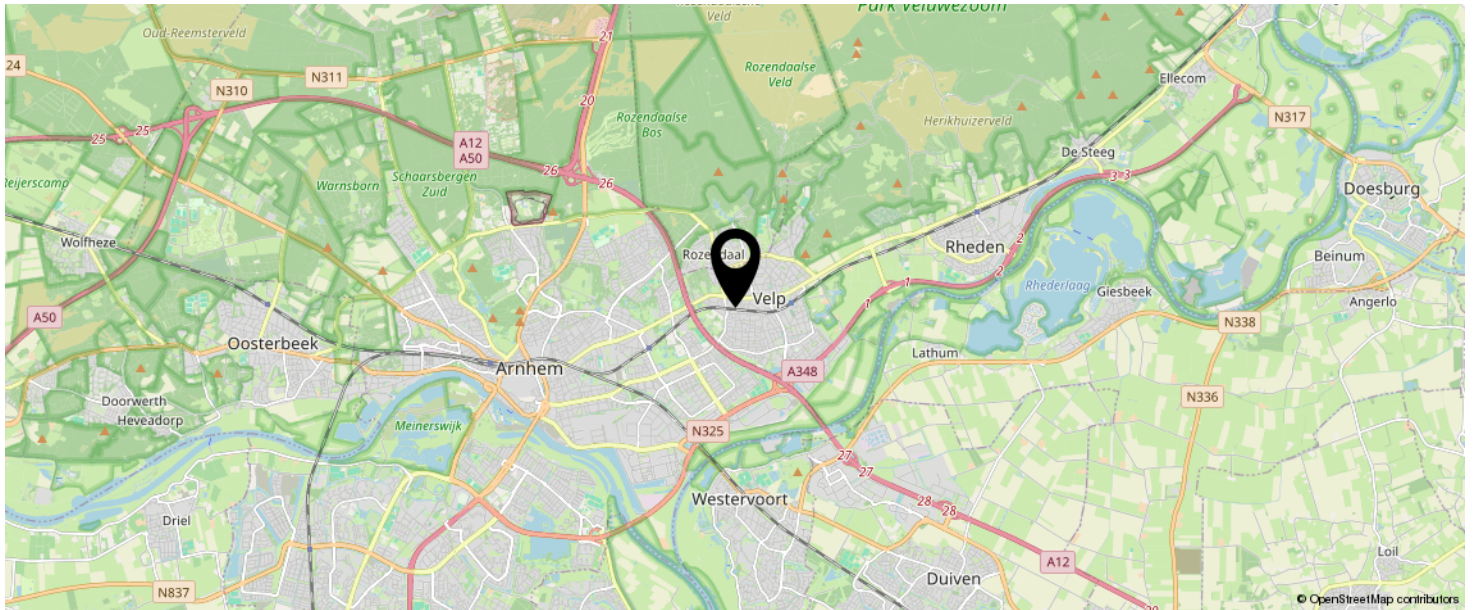 Rozendaalsche
Veld
Park Veluwezoom
Oud-Reemsterveld
21
24
N311
Rozendaalse
Veld
Ellecom
N310
20
Rozendaalse
Bos
Herikhuizerveld
N317
25
25
A12
A50
26
26
De Steeg
3
3
Reijerscamp
Warnsborn
Schaarsbergen
Zuid
Doesburg
Wolfheze
Rozendaal
Rheden
2
2
Beinum
Velp
1
1
Rhederlaag
Giesbeek
Angerlo
A50
N338
Oosterbeek
Lathum
Arnhem
A348
N336
Doorwerth
Heveadorp
Meinerswijk
N325
27
27
Westervoort
28
28
Driel
Loil
A12
Duiven
N837
29
© OpenStreetMap contributors